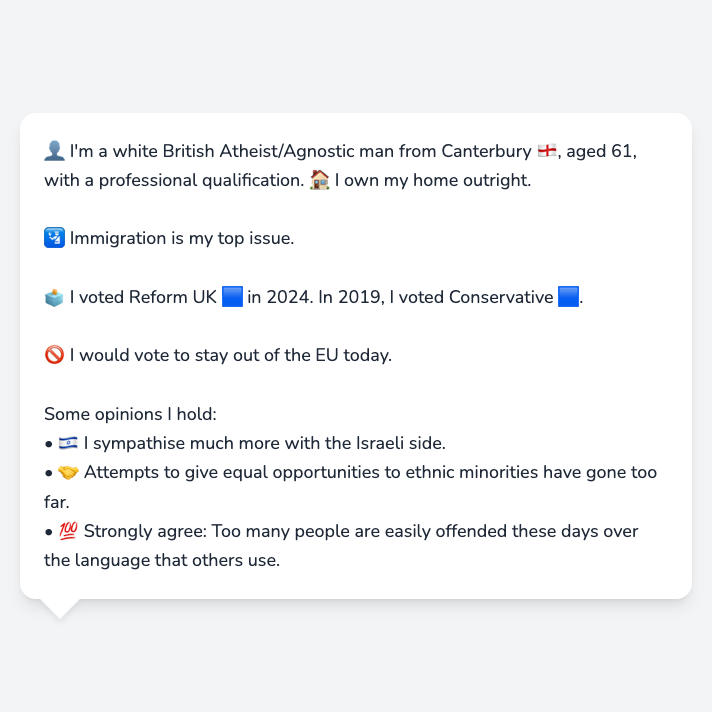 👤 I'm a white British Atheist/Agnostic man from Canterbury 🏴󠁧󠁢󠁥󠁮󠁧󠁿, aged 61,
with a professional qualification. 🏠 I own my home outright.
🛂 Immigration is my top issue.
🗳️ I voted Reform UK 🟦 in 2024. In 2019, I voted Conservative 🟦.
🚫 I would vote to stay out of the EU today.
Some opinions I hold:
• 🇮🇱 I sympathise much more with the Israeli side.
• 🤝 Attempts to give equal opportunities to ethnic minorities have gone too
far.
• 💯 Strongly agree: Too many people are easily offended these days over
the language that others use.